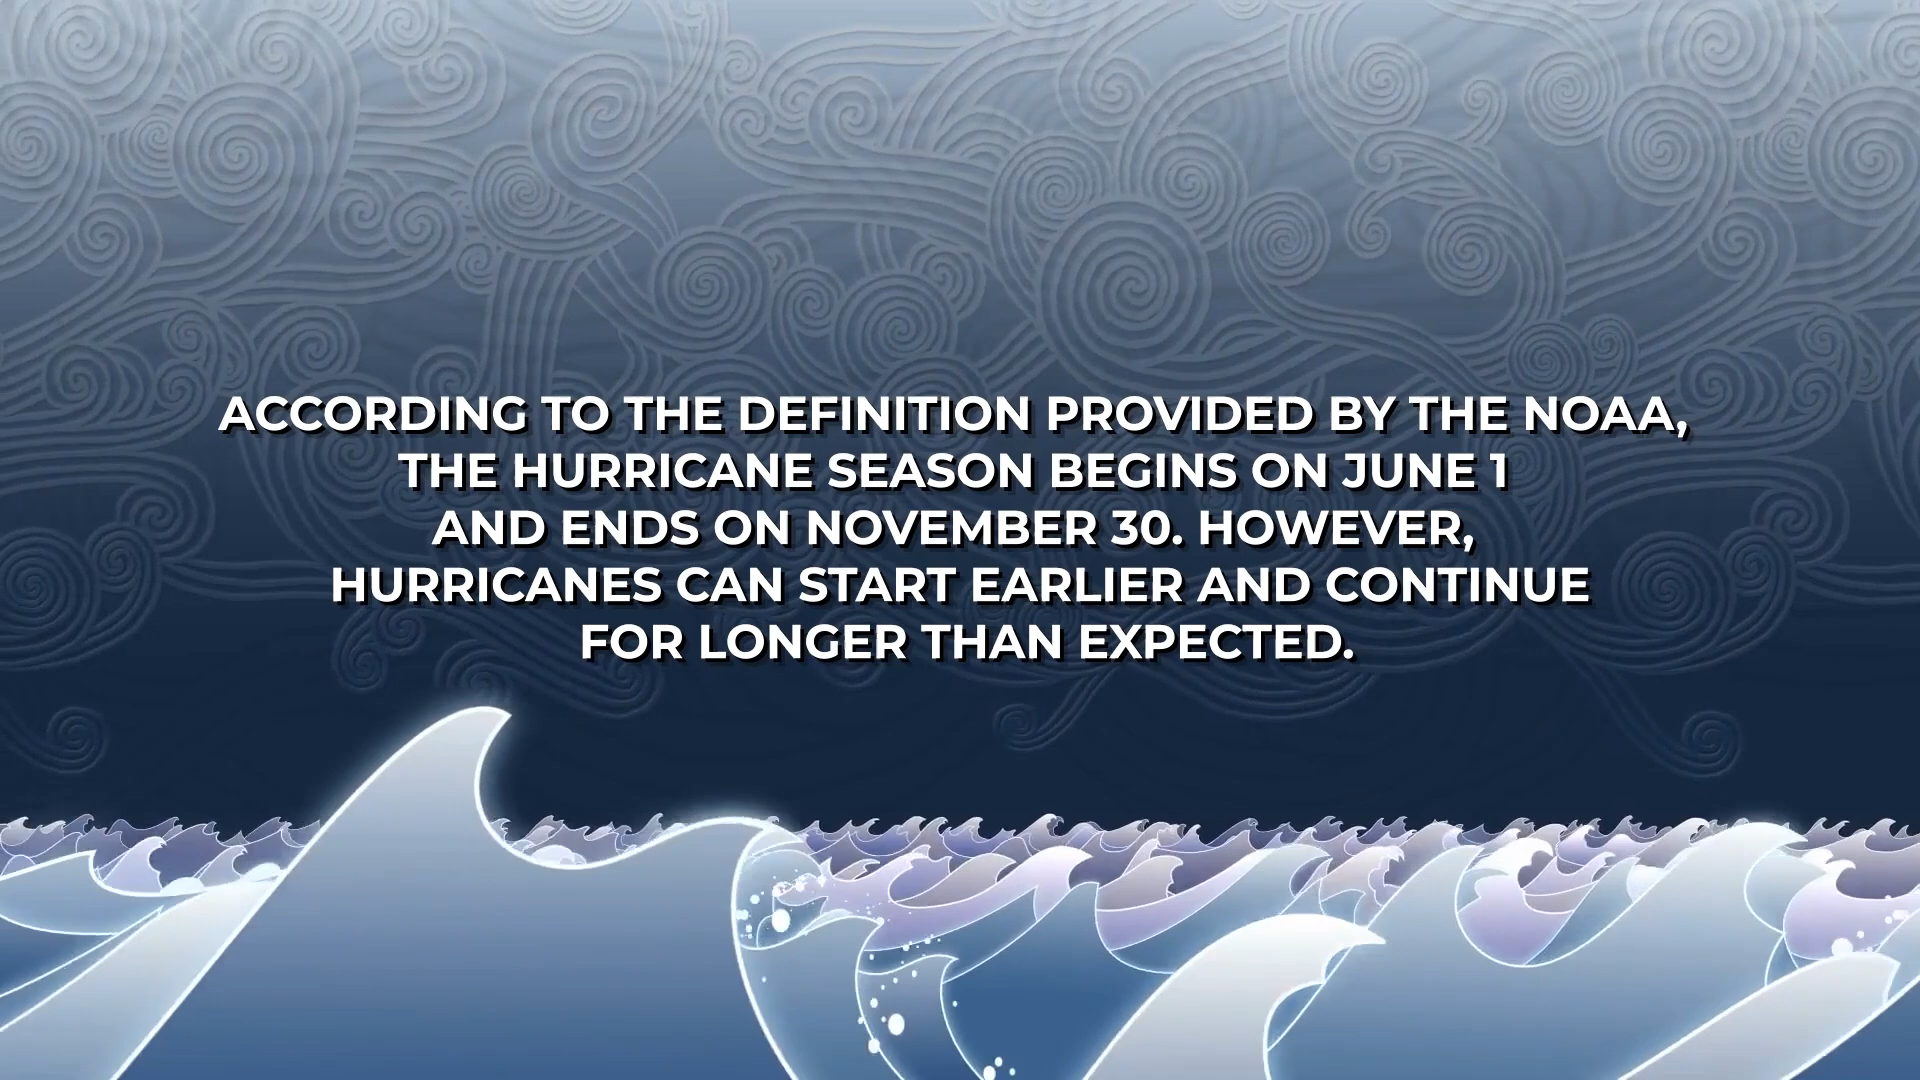 ACCORDING TO THE DEFINITION PROVIDED BY THE NOAA,
THE HURRICANE SEASON BEGINS ON JUNE 1
AND ENDS ON NOVEMBER 30. HOWEVER,
HURRICANES CAN START EARLIER AND CONTINUE
FOR LONGER THAN EXPECTED.